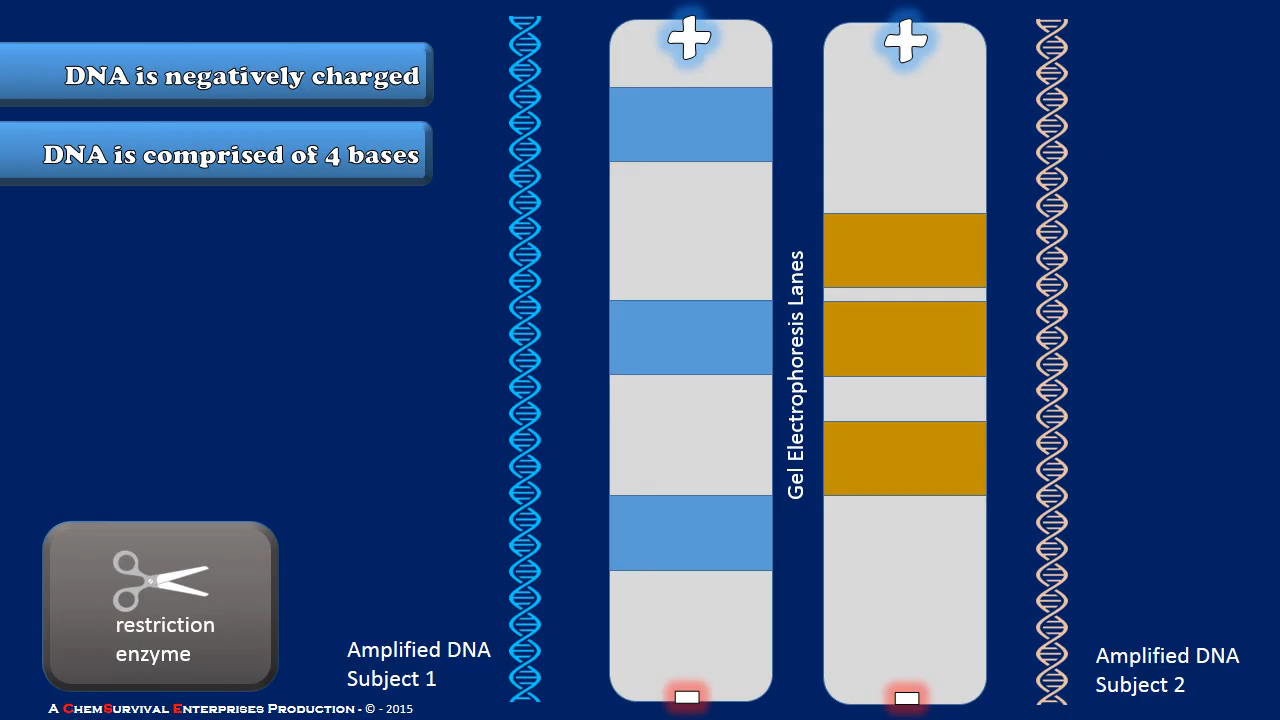 DNA is negatively charged
DNA is comprised of 4 bases
+
+
Gel Electrophoresis Lanes
restriction
enzyme
Amplified DNA
Subject 1
-
-
Amplified DNA
Subject 2
A ChemSurvival Enterprises Production - © - 2015